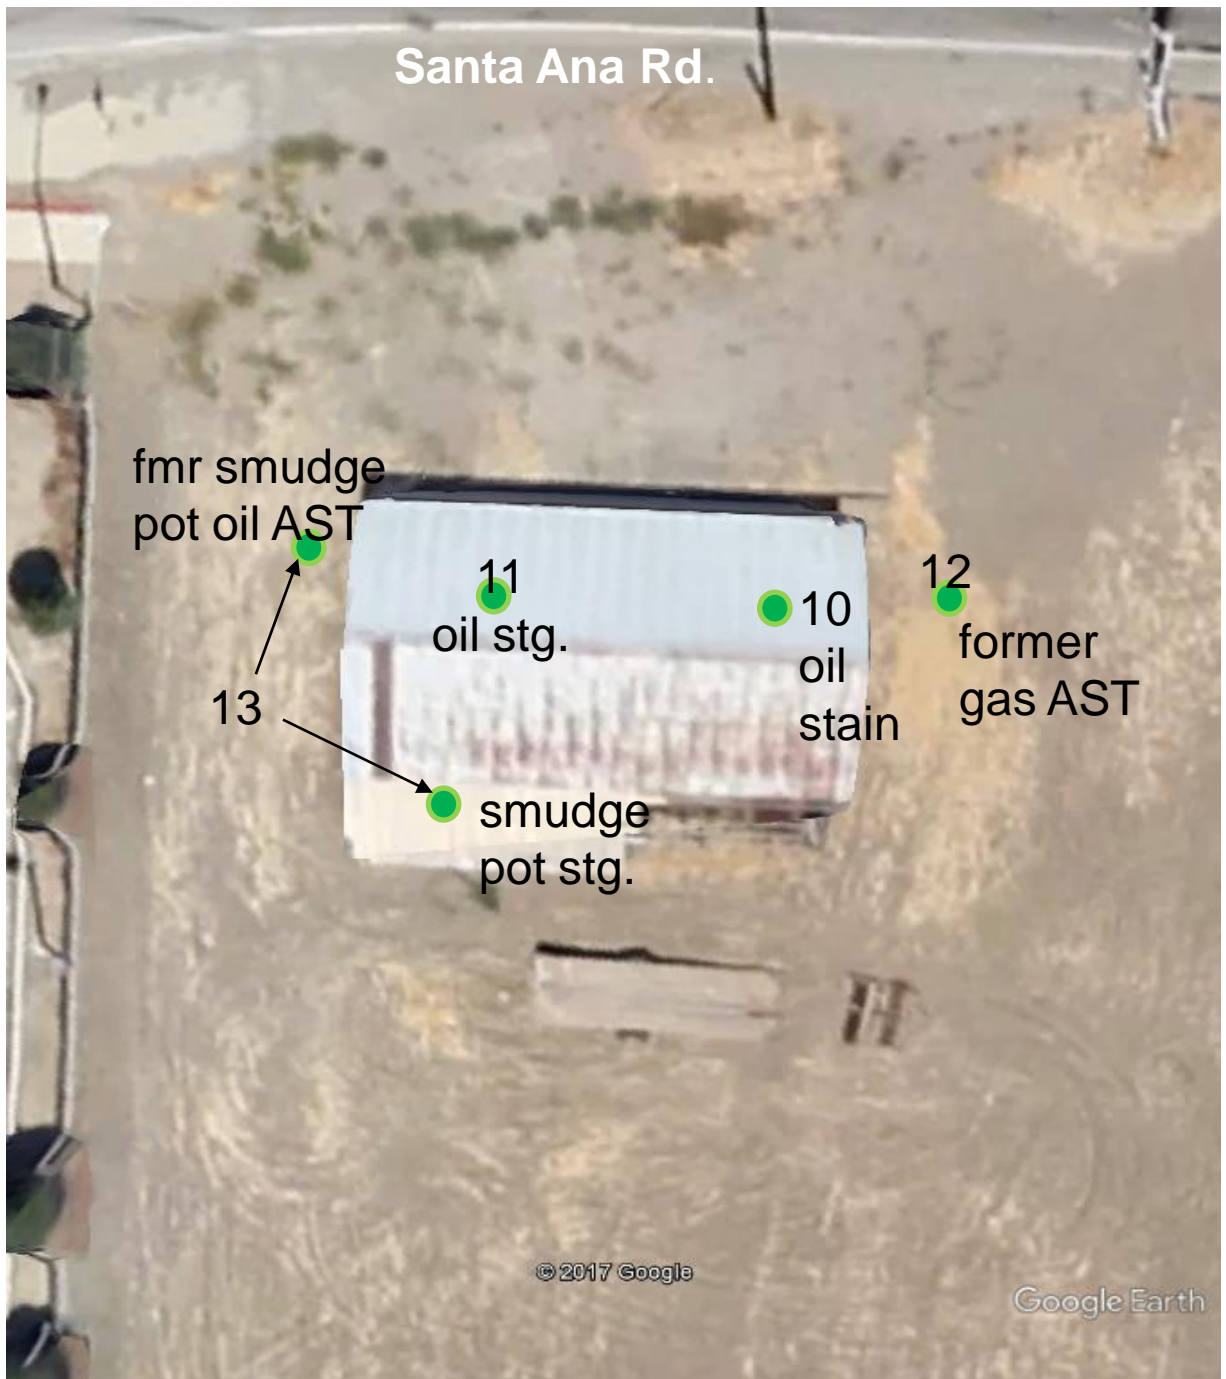 Santa Ana Rd.
fmr smudge
pot oil AST
11
oil stg.
10
oil
stain
12
former
gas AST
13
smudge
pot stg.
© 2017 Google
Google Earth